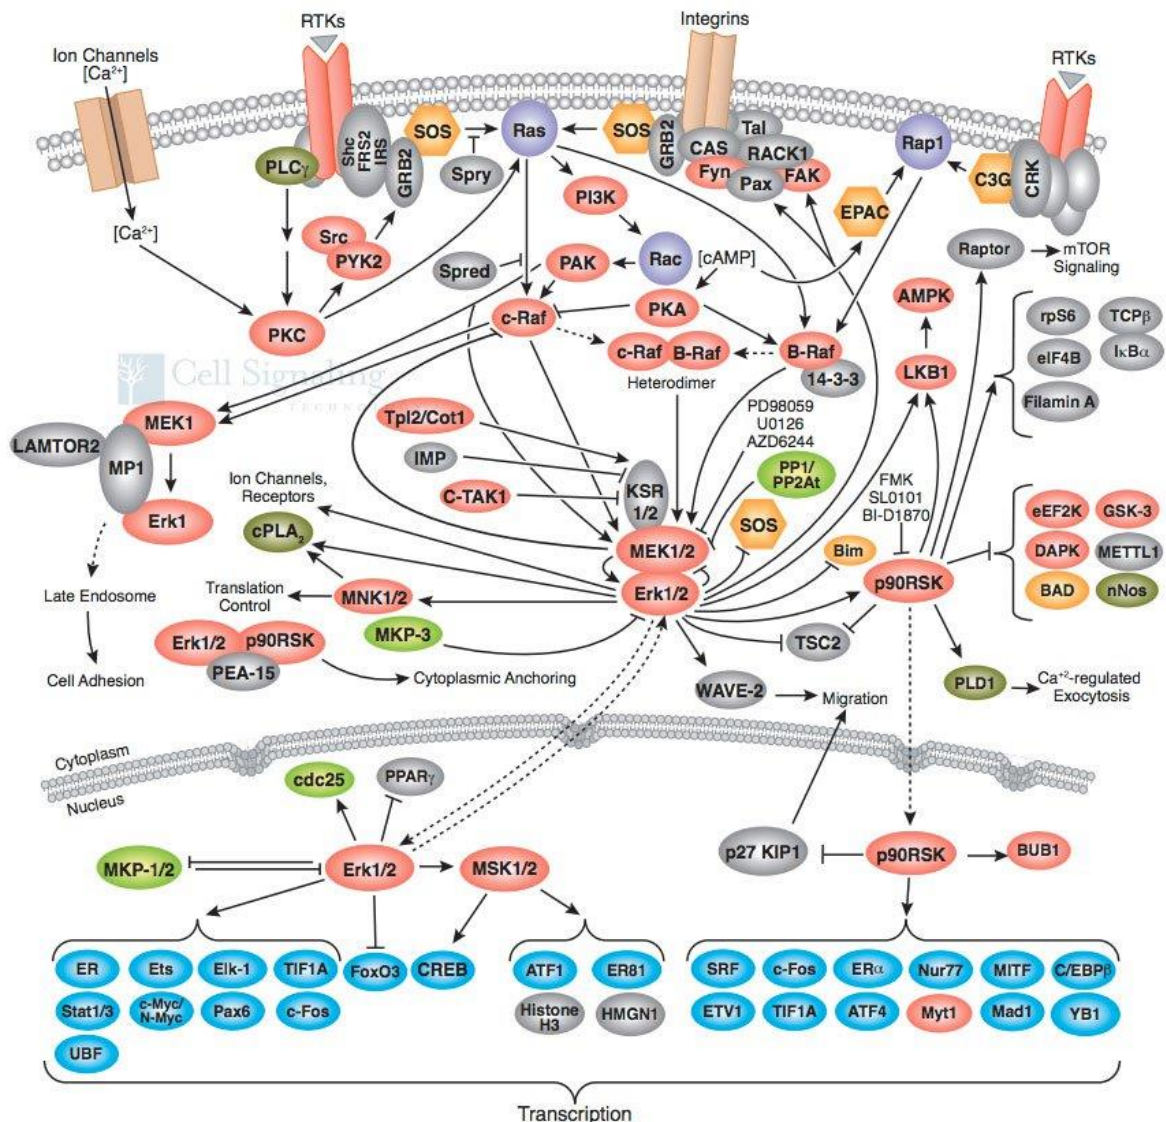 RTKs
Integrins
Ion Channels
[Ca²⁺]
RTKs
SOS
Ras
SOS
Tal
Rap1
Shc
FRS2
IRS
GRB2
GRB2
CAS
RACK1
PLCγ
Spry
Fyn
Pax
FAK
C3G
CRK
PI3K
EPAC
[Ca²⁺]
Src
PYK2
Spred
PAK
Rac
[cAMP]
Raptor
mTOR
Signaling
PKC
c-Raf
PKA
AMPK
rpS6
TCPβ
c-Raf
B-Raf
B-Raf
14-3-3
Heterodimer
LKB1
eIF4B
IκBα
Filamin A
Cell Signaling
TECHNOLOGY
MEK1
LAMTOR2
MP1
Erk1
Tpl2/Cot1
IMP
C-TAK1
KSR
1/2
PD98059
U0126
AZD6244
PP1/
PP2At
FMK
SL0101
BI-D1870
Ion Channels,
Receptors
cPLA₂
SOS
MEK1/2
Bim
eEF2K
GSK-3
DAPK
METTL1
BAD
nNos
Erk1/2
p90RSK
Late Endosome
Translation
Control
MNK1/2
MKP-3
TSC2
Erk1/2
p90RSK
PEA-15
Cell Adhesion
Cytoplasmic Anchoring
WAVE-2
Migration
PLD1
Ca⁺²-regulated
Exocytosis
Cytoplasm
Nucleus
cdc25
PPARγ
MKP-1/2
Erk1/2
MSK1/2
p27 KIP1
p90RSK
BUB1
ER
Ets
Elk-1
TIF1A
FoxO3
CREB
ATF1
ER81
SRF
c-Fos
ERα
Nur77
MITF
C/EBPβ
Stat1/3
c-Myc/
N-Myc
Pax6
c-Fos
Histone
H3
HMGN1
ETV1
TIF1A
ATF4
Myt1
Mad1
YB1
UBF
Transcription